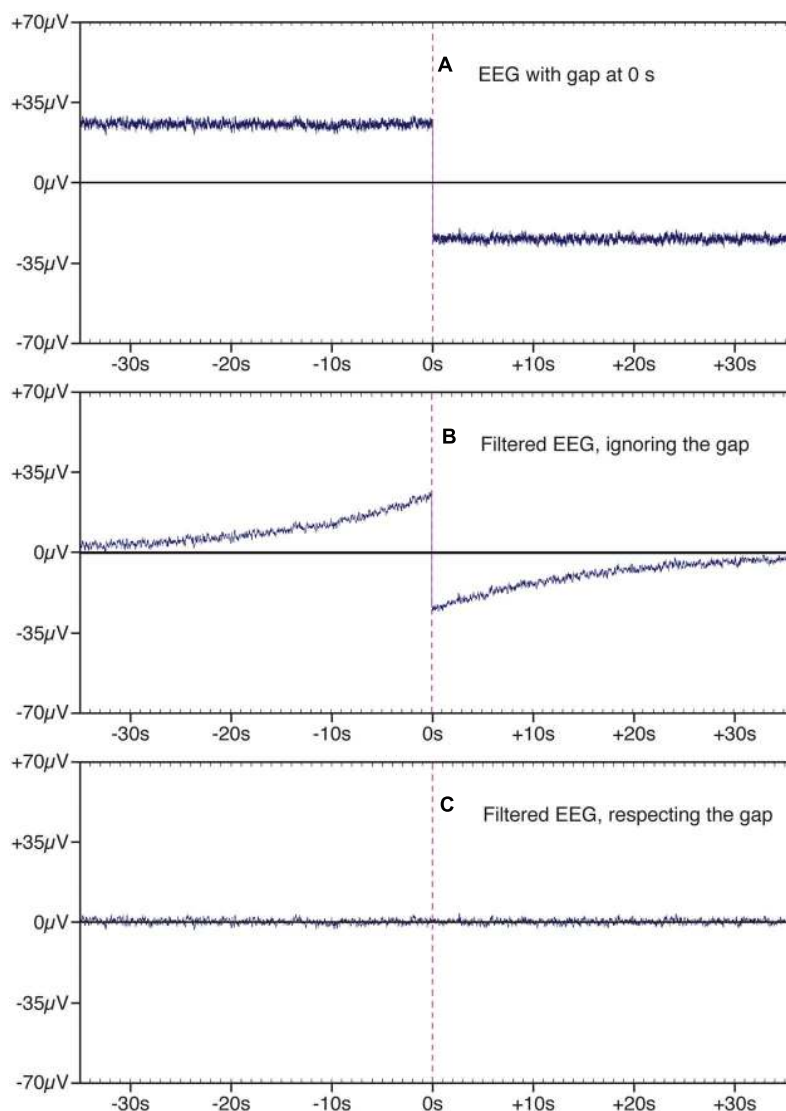 +70µV
A
EEG with gap at 0 s
+35µV
0µV
-35µV
-70µV
-30s -20s -10s 0s +10s +20s +30s
+70µV
B
Filtered EEG, ignoring the gap
+35µV
0µV
-35µV
-70µV
-30s -20s -10s 0s +10s +20s +30s
+70µV
C
Filtered EEG, respecting the gap
+35µV
0µV
-35µV
-70µV
-30s -20s -10s 0s +10s +20s +30s